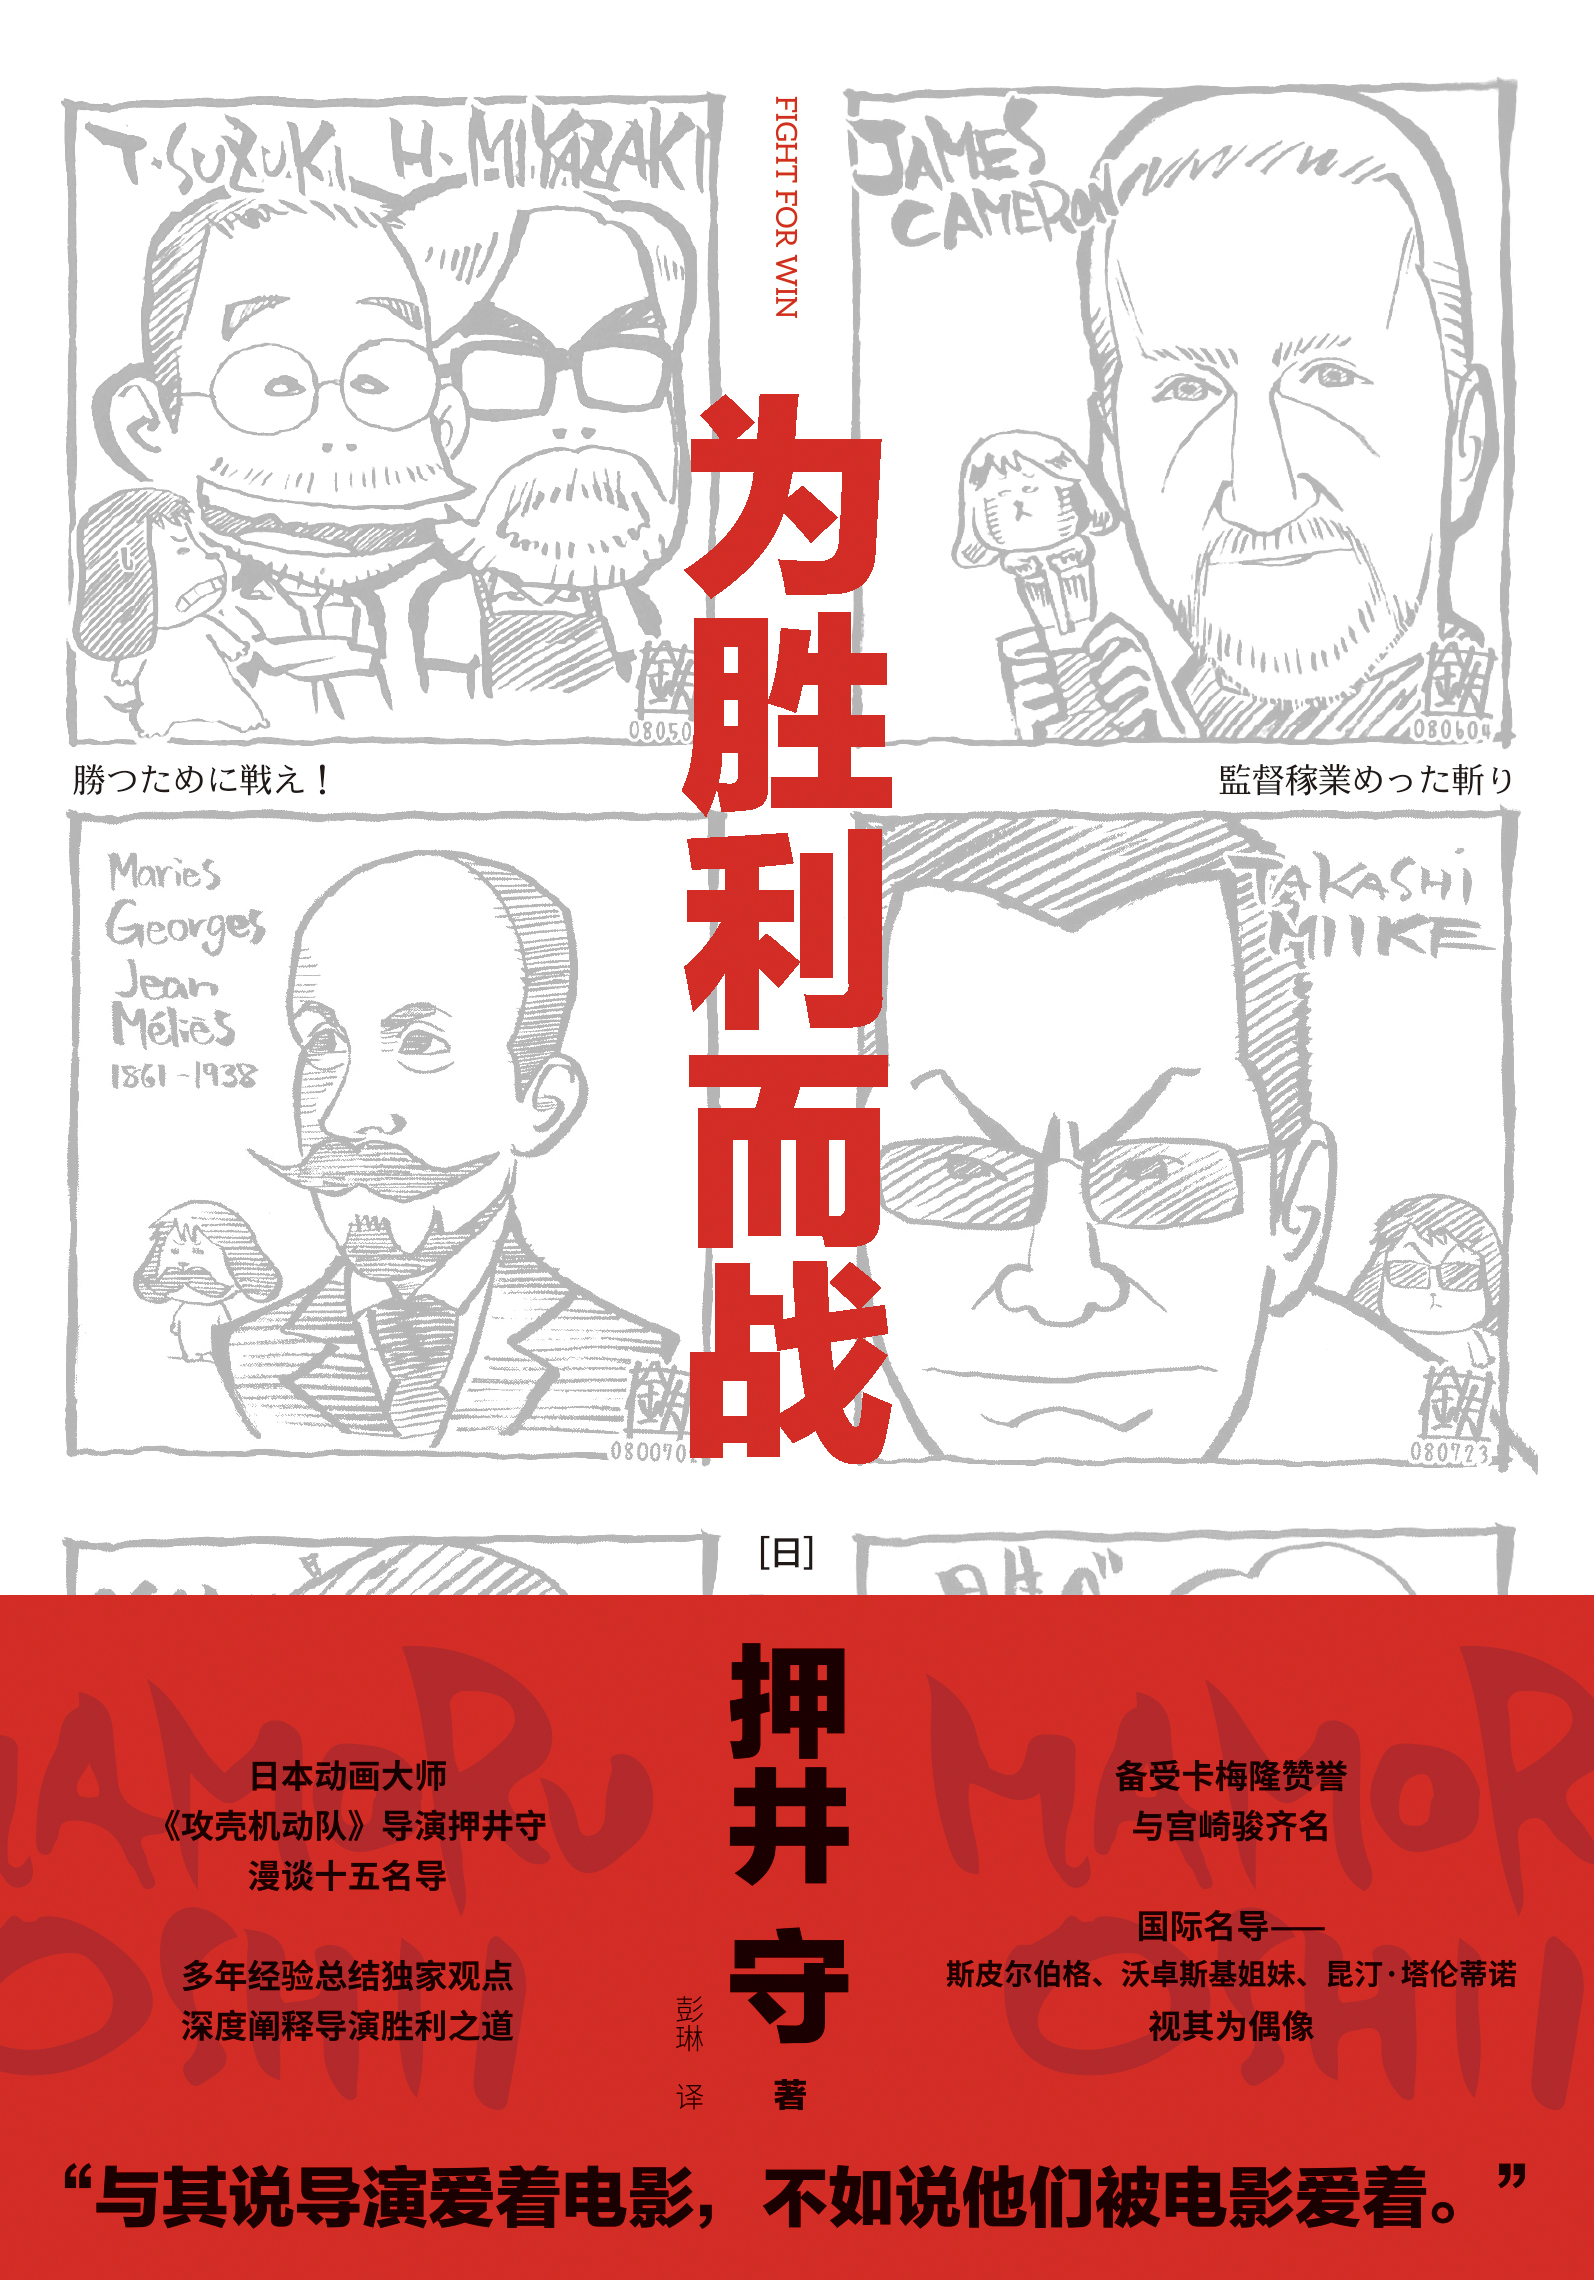 T.SUZUKI H.MIYAZAKI
FIGHT FOR WIN
JAMES
CAMERON
080604
勝つために戦え！
監督稼業めった斬り
为胜利而战
Maries
Georges
Jean
Méliès
1861-1938
TAKASHI
MIIKE
080723
[日]
押井 守
著
彭琳 译
日本动画大师
《攻壳机动队》导演押井守
漫谈十五名导
多年经验总结独家观点
深度阐释导演胜利之道
备受卡梅隆赞誉
与宫崎骏齐名
国际名导——
斯皮尔伯格、沃卓斯基姐妹、昆汀·塔伦蒂诺
视其为偶像
MAMORU
OSHII
MAMOR
OSHII
“与其说导演爱着电影，不如说他们被电影爱着。”